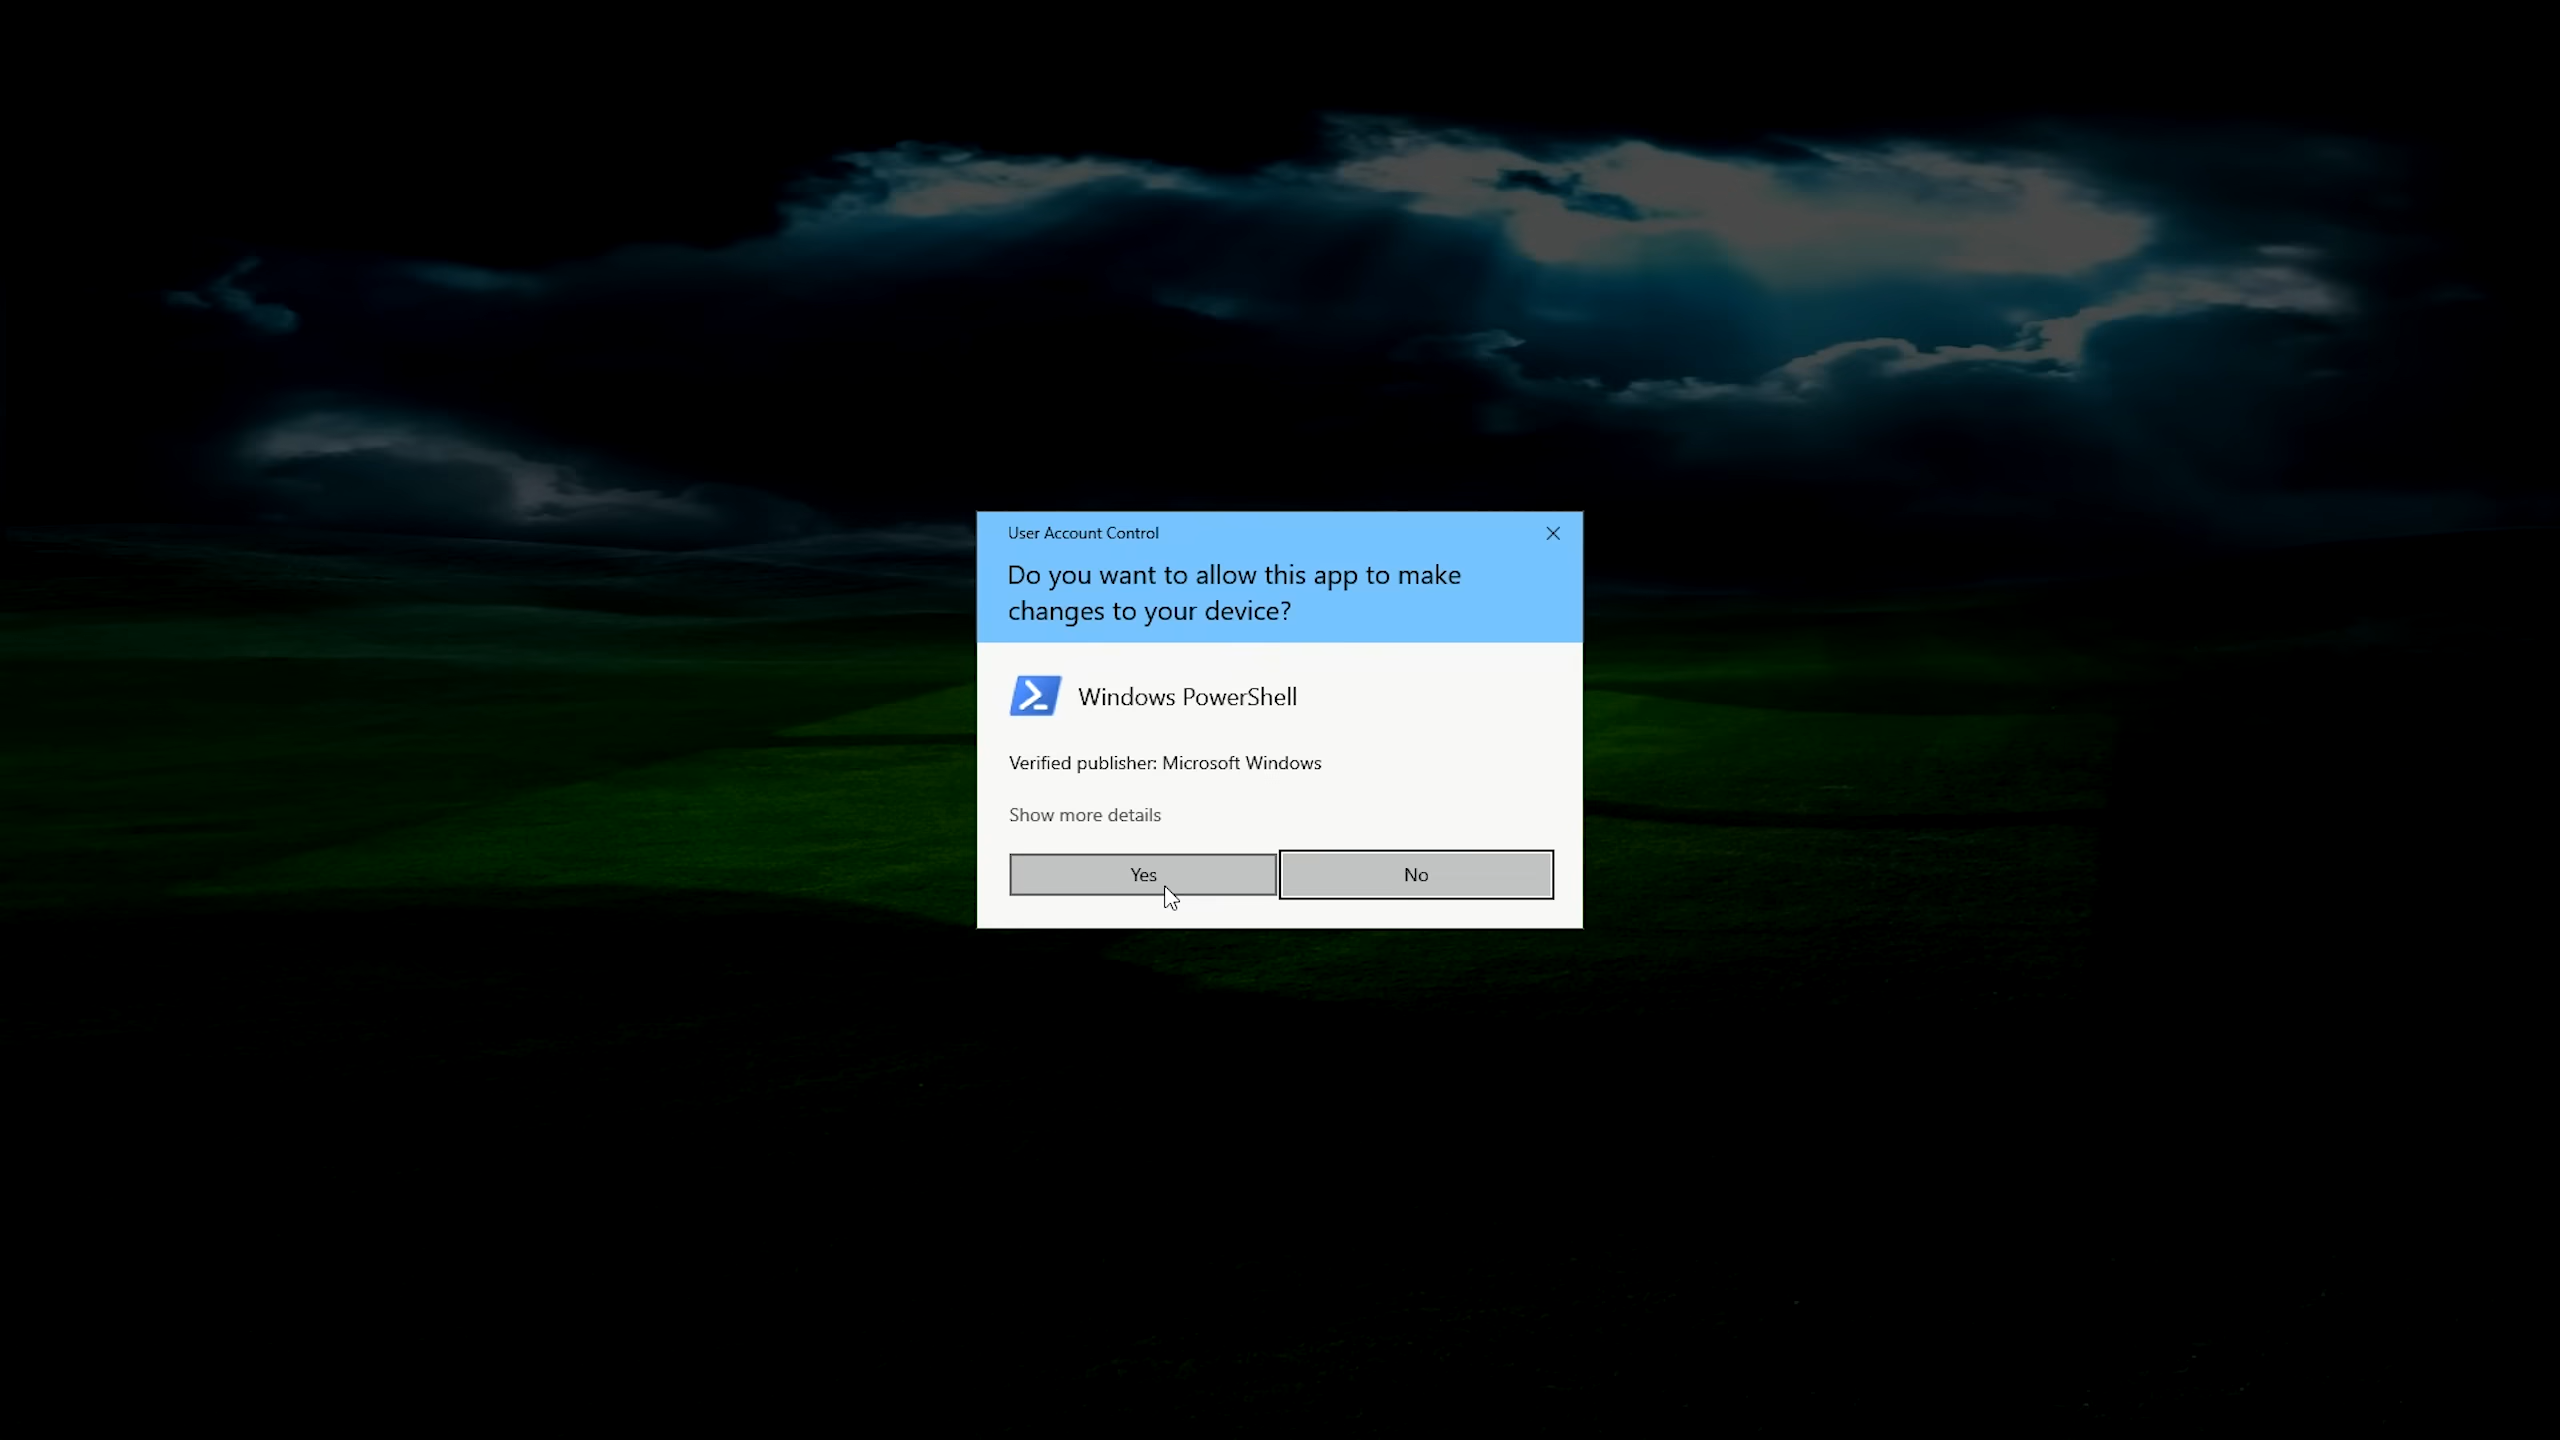 User Account Control
Do you want to allow this app to make
changes to your device?
Windows PowerShell
Verified publisher: Microsoft Windows
Show more details
Yes
No